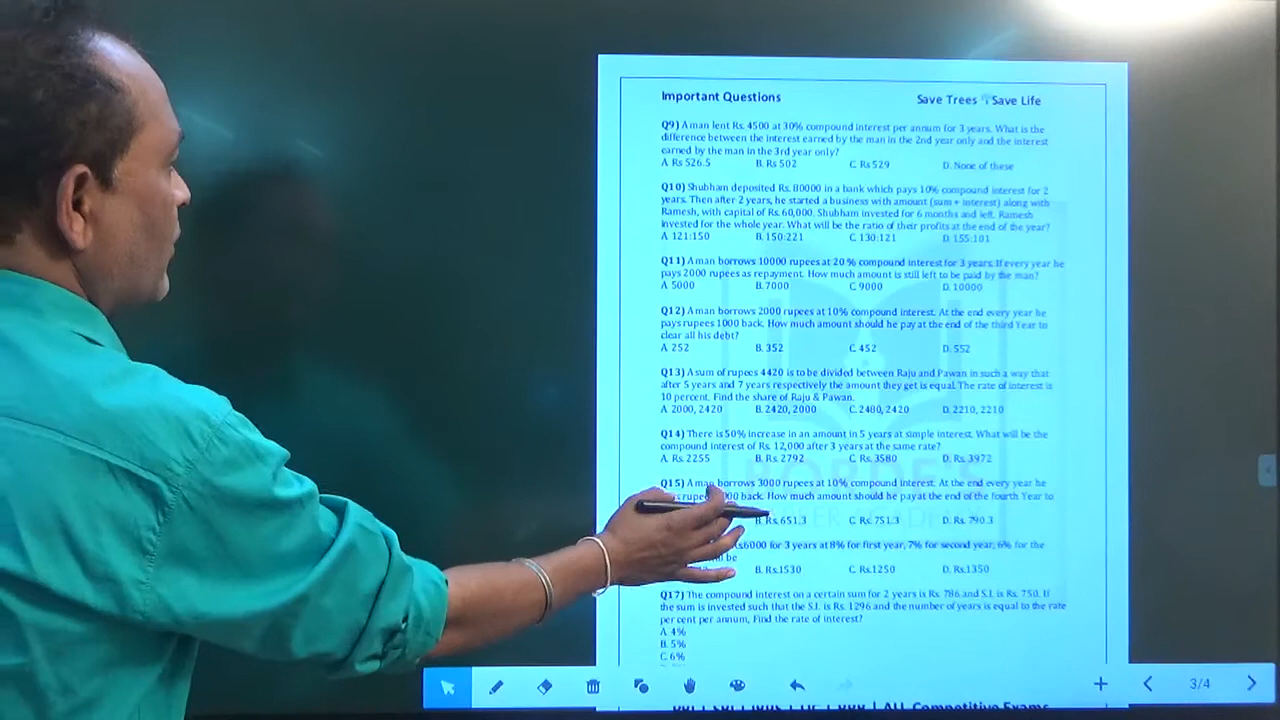 Important Questions
Save Trees Save Life
Q9) A man lent Rs. 4500 at 30% compound interest per annum for 3 years. What is the
difference between the interest earned by the man in the 2nd year only and the interest
earned by the man in the 3rd year only?
A. Rs 526.5 B. Rs 502 C. Rs 529 D. None of these
Q10) Shubham deposited Rs. 110000 in a bank which pays 10% compound interest for 2
years. Then after 2 years, he started a business with amount (sum + interest) along with
Ramesh, with capital of Rs. 60,000. Shubham invested for 6 months and left. Ramesh
invested for the whole year. What will be the ratio of their profits at the end of the year?
A. 121:150 B. 150:221 C. 130:121 D. 155:101
Q11) A man borrows 10000 rupees at 20 % compound interest for 3 years. If every year he
pays 2000 rupees as repayment. How much amount is still left to be paid by the man?
A. 5000 B. 7000 C. 9000 D. 10000
Q12) A man borrows 2000 rupees at 10% compound interest. At the end every year he
pays rupees 1000 back. How much amount should he pay at the end of the third Year to
clear all his debt?
A. 252 B. 352 C. 452 D. 552
Q13) A sum of rupees 4420 is to be divided between Raju and Pawan in such a way that
after 5 years and 7 years respectively the amount they get is equal. The rate of interest is
10 percent. Find the share of Raju & Pawan.
A. 2000, 2420 B. 2420, 2000 C. 2480, 2420 D. 2210, 2210
Q14) There is 50% increase in an amount in 5 years at simple interest. What will be the
compound interest of Rs. 12,000 after 3 years at the same rate?
A. Rs. 2255 B. Rs. 2792 C. Rs. 3580 D. Rs. 3972
Q15) A man borrows 3000 rupees at 10% compound interest. At the end every year he
back. How much amount should he pay at the end of the fourth Year to
B. Rs. 651.3 C. Rs. 751.3 D. Rs. 790.3
6000 for 3 years at 8% for first year, 7% for second year, 6% for the
be
B. Rs.1530 C. Rs.1250 D. Rs.1350
Q17) The compound interest on a certain sum for 2 years is Rs. 786 and S.I. is Rs. 750. If
the sum is invested such that the S.I. is Rs. 1296 and the number of years is equal to the rate
per cent per annum, Find the rate of interest?
A. 4%
B. 5%
C. 6%
3/4
ALL Competitive Exams